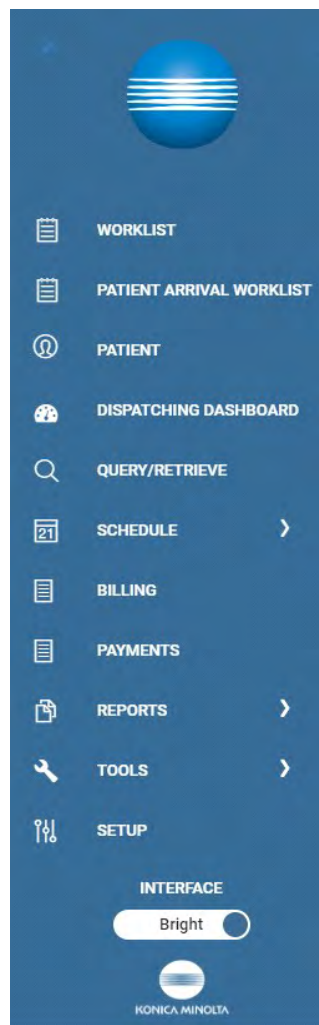 WORKLIST
PATIENT ARRIVAL WORKLIST
PATIENT
DISPATCHING DASHBOARD
QUERY/RETRIEVE
21 SCHEDULE
BILLING
PAYMENTS
REPORTS
TOOLS
SETUP
INTERFACE
Bright
KONICA MINOLTA